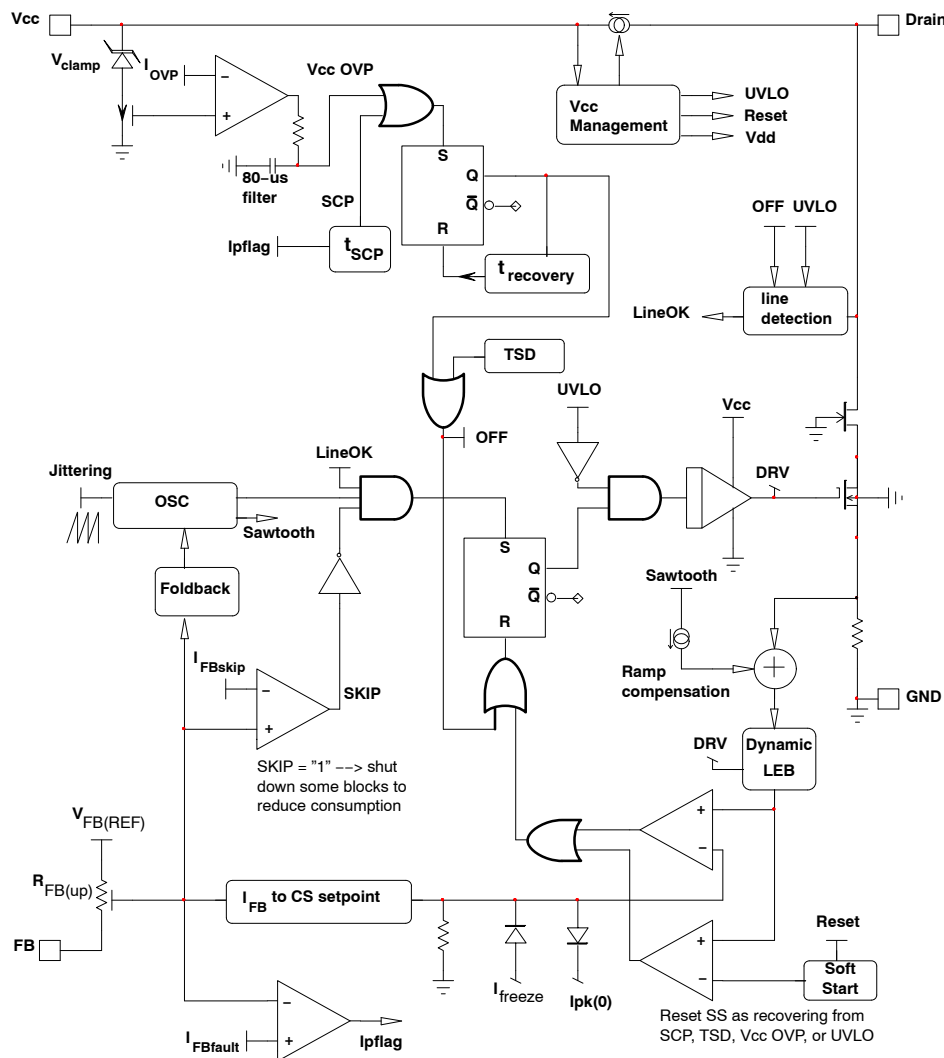 Vcc
Drain
Vclamp
IOVP
Vcc OVP
−
+
UVLO
Reset
Vdd
Vcc
Management
80−us
filter
SCP
S
Q
Q
R
Ipflag
tSCP
trecovery
OFF
UVLO
LineOK
line
detection
TSD
OFF
UVLO
Vcc
DRV
LineOK
Jittering
OSC
Sawtooth
Foldback
S
Q
Q
R
Sawtooth
Ramp
compensation
+
GND
IFBskip
−
+
SKIP
SKIP = ”1” −−> shut
down some blocks to
reduce consumption
DRV
Dynamic
LEB
VFB(REF)
RFB(up)
FB
IFB to CS setpoint
+
−
Ifreeze
Ipk(0)
+
−
Reset
Soft
Start
Reset SS as recovering from
SCP, TSD, Vcc OVP, or UVLO
IFBfault
−
+
Ipflag